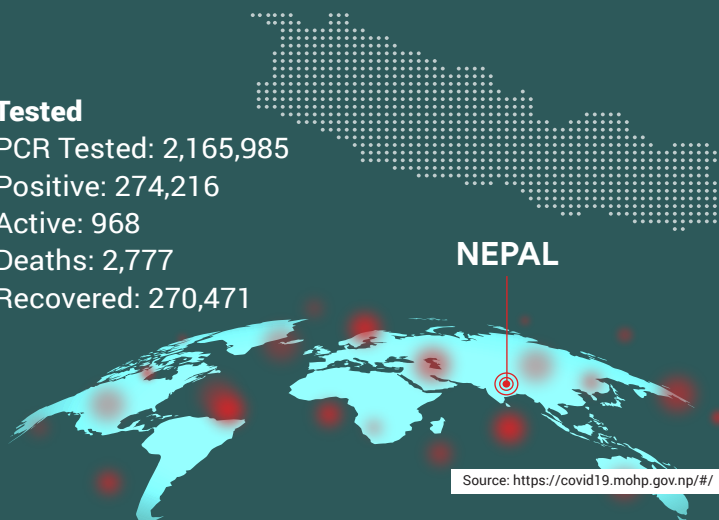 Tested
PCR Tested: 2,165,985
Positive: 274,216
Active: 968
Deaths: 2,777
Recovered: 270,471
NEPAL
Source: https://covid19.mohp.gov.np/#/